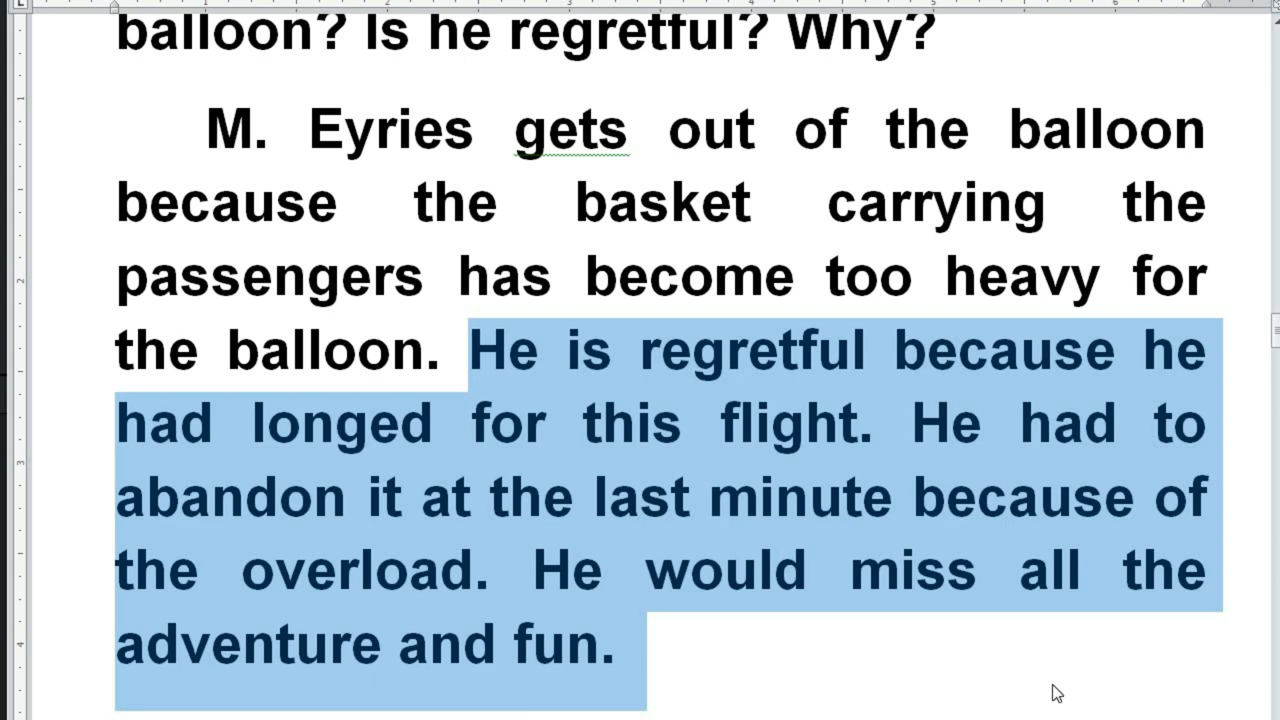 balloon? Is he regretful? Why?
M. Eyries gets out of the balloon
because the basket carrying the
passengers has become too heavy for
the balloon. He is regretful because he
had longed for this flight. He had to
abandon it at the last minute because of
the overload. He would miss all the
adventure and fun.